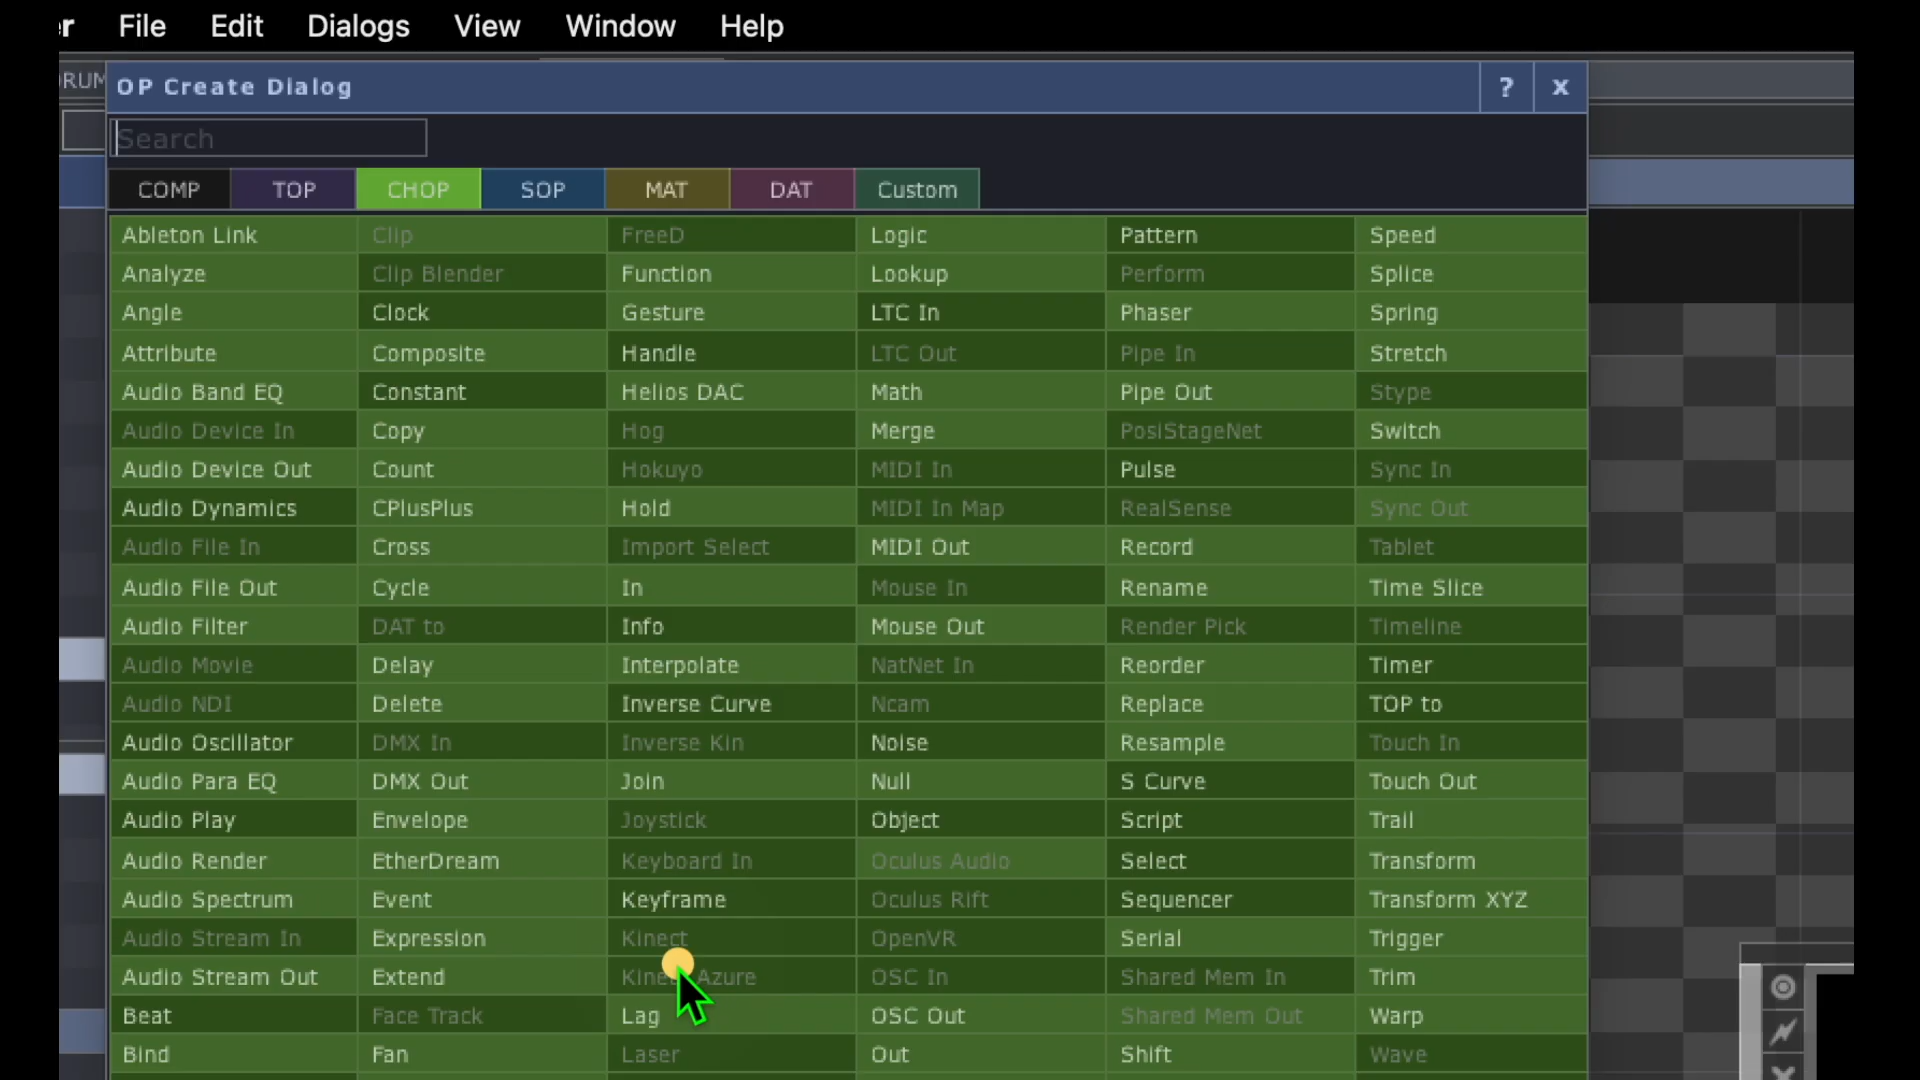 r File Edit Dialogs View Window Help
RUM
OP Create Dialog ? x
Search
COMP TOP CHOP SOP MAT DAT Custom
Ableton Link Clip FreeD Logic Pattern Speed
Analyze Clip Blender Function Lookup Perform Splice
Angle Clock Gesture LTC In Phaser Spring
Attribute Composite Handle LTC Out Pipe In Stretch
Audio Band EQ Constant Helios DAC Math Pipe Out Stype
Audio Device In Copy Hog Merge PosiStageNet Switch
Audio Device Out Count Hokuyo MIDI In Pulse Sync In
Audio Dynamics CPlusPlus Hold MIDI In Map RealSense Sync Out
Audio File In Cross Import Select MIDI Out Record Tablet
Audio File Out Cycle In Mouse In Rename Time Slice
Audio Filter DAT to Info Mouse Out Render Pick Timeline
Audio Movie Delay Interpolate NatNet In Reorder Timer
Audio NDI Delete Inverse Curve Ncam Replace TOP to
Audio Oscillator DMX In Inverse Kin Noise Resample Touch In
Audio Para EQ DMX Out Join Null S Curve Touch Out
Audio Play Envelope Joystick Object Script Trail
Audio Render EtherDream Keyboard In Oculus Audio Select Transform
Audio Spectrum Event Keyframe Oculus Rift Sequencer Transform XYZ
Audio Stream In Expression Kinect OpenVR Serial Trigger
Audio Stream Out Extend Kinect Azure OSC In Shared Mem In Trim
Beat Face Track Lag OSC Out Shared Mem Out Warp
Bind Fan Laser Out Shift Wave